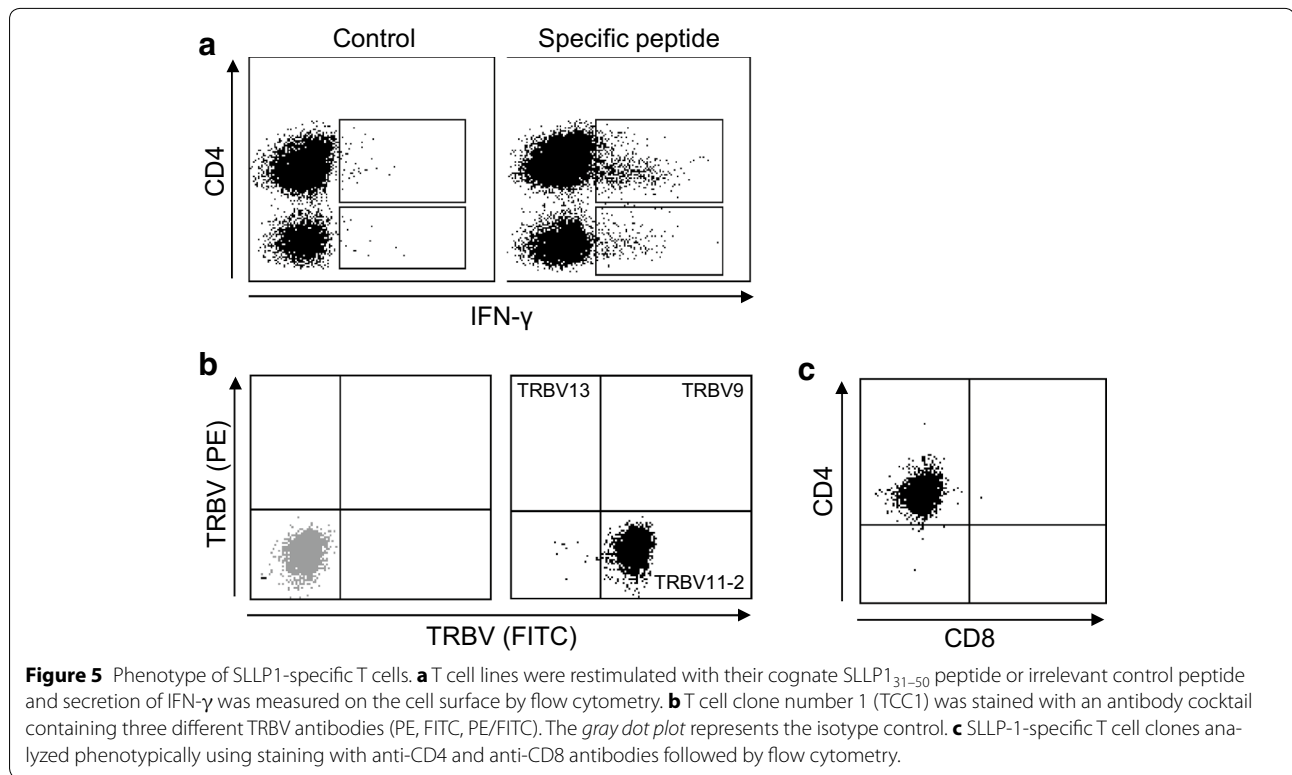 a
Control Specific peptide
CD4
IFN-γ
b
TRBV (PE)
TRBV13 TRBV9
TRBV11-2
TRBV (FITC)
c
CD4
CD8
Figure 5 Phenotype of SLLP1-specific T cells. a T cell lines were restimulated with their cognate SLLP1₃₁₋₅₀ peptide or irrelevant control peptide
and secretion of IFN-γ was measured on the cell surface by flow cytometry. b T cell clone number 1 (TCC1) was stained with an antibody cocktail
containing three different TRBV antibodies (PE, FITC, PE/FITC). The gray dot plot represents the isotype control. c SLLP-1-specific T cell clones ana-
lyzed phenotypically using staining with anti-CD4 and anti-CD8 antibodies followed by flow cytometry.